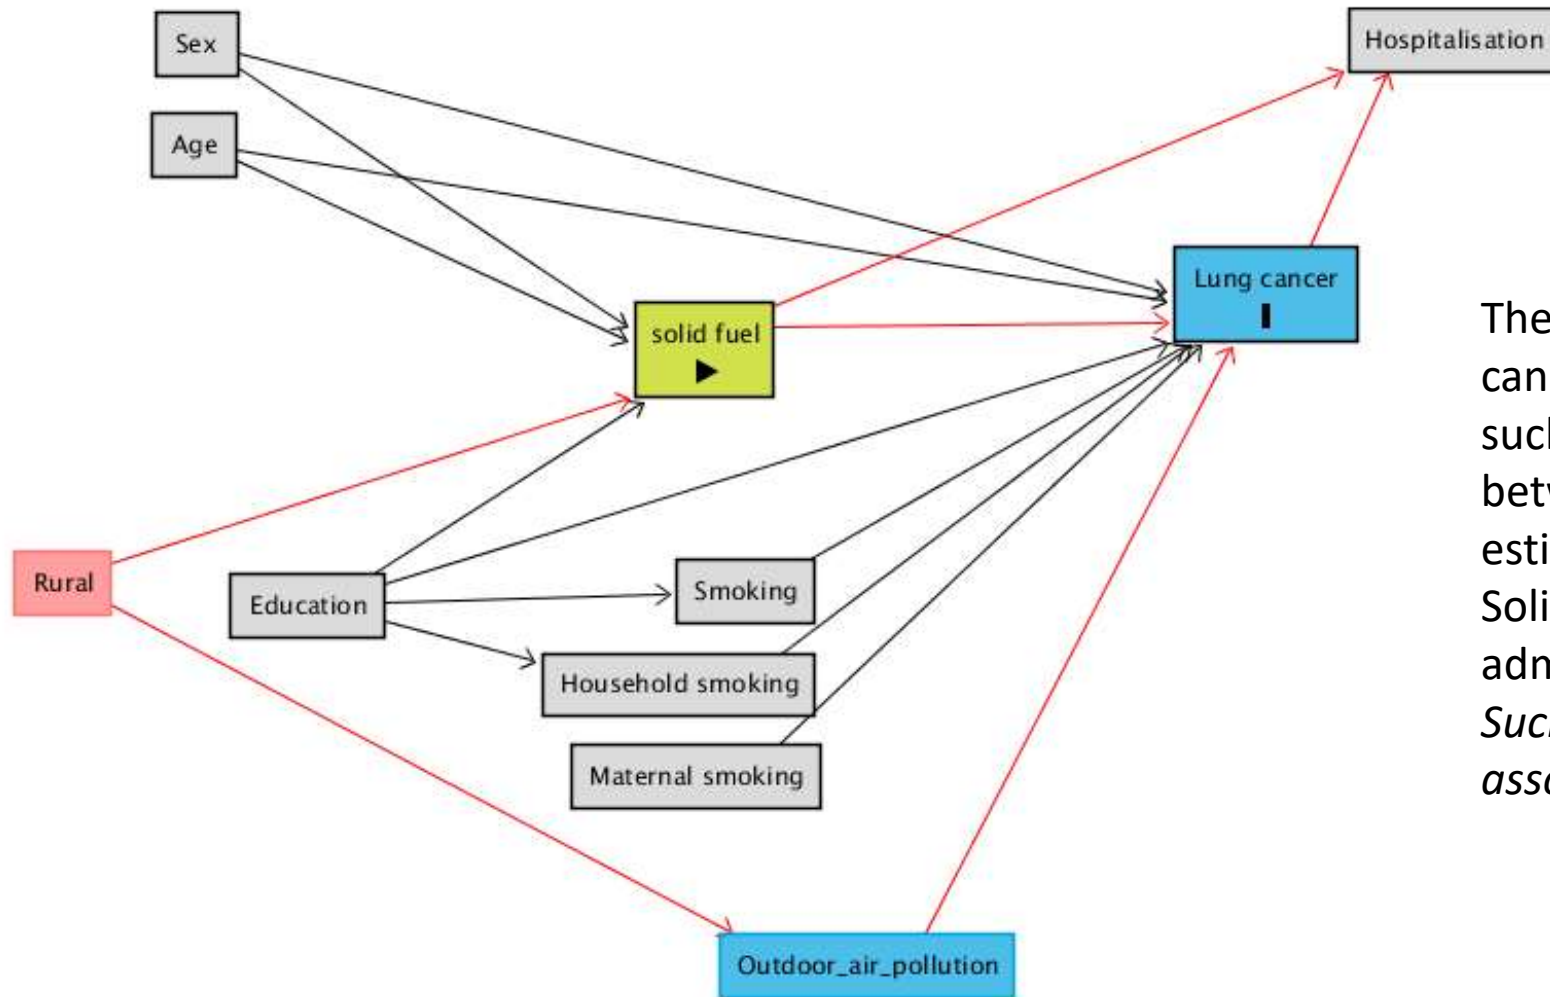 Sex
Hospitalisation
Age
Lung cancer
solid fuel
Rural
Education
Smoking
Household smoking
Maternal smoking
Outdoor_air_pollution
The
can
such
betw
esti
Soli
adm
Such
asso